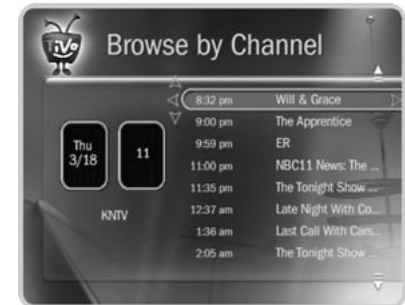 TiVo
Browse by Channel
8:32 pm Will & Grace
9:00 pm The Apprentice
9:59 pm ER
11:00 pm NBC11 News: The ...
11:35 pm The Tonight Show ...
12:37 am Late Night With Co...
1:36 am Last Call With Cars...
2:05 am The Tonight Show ...
Thu
3/18
11
KNTV